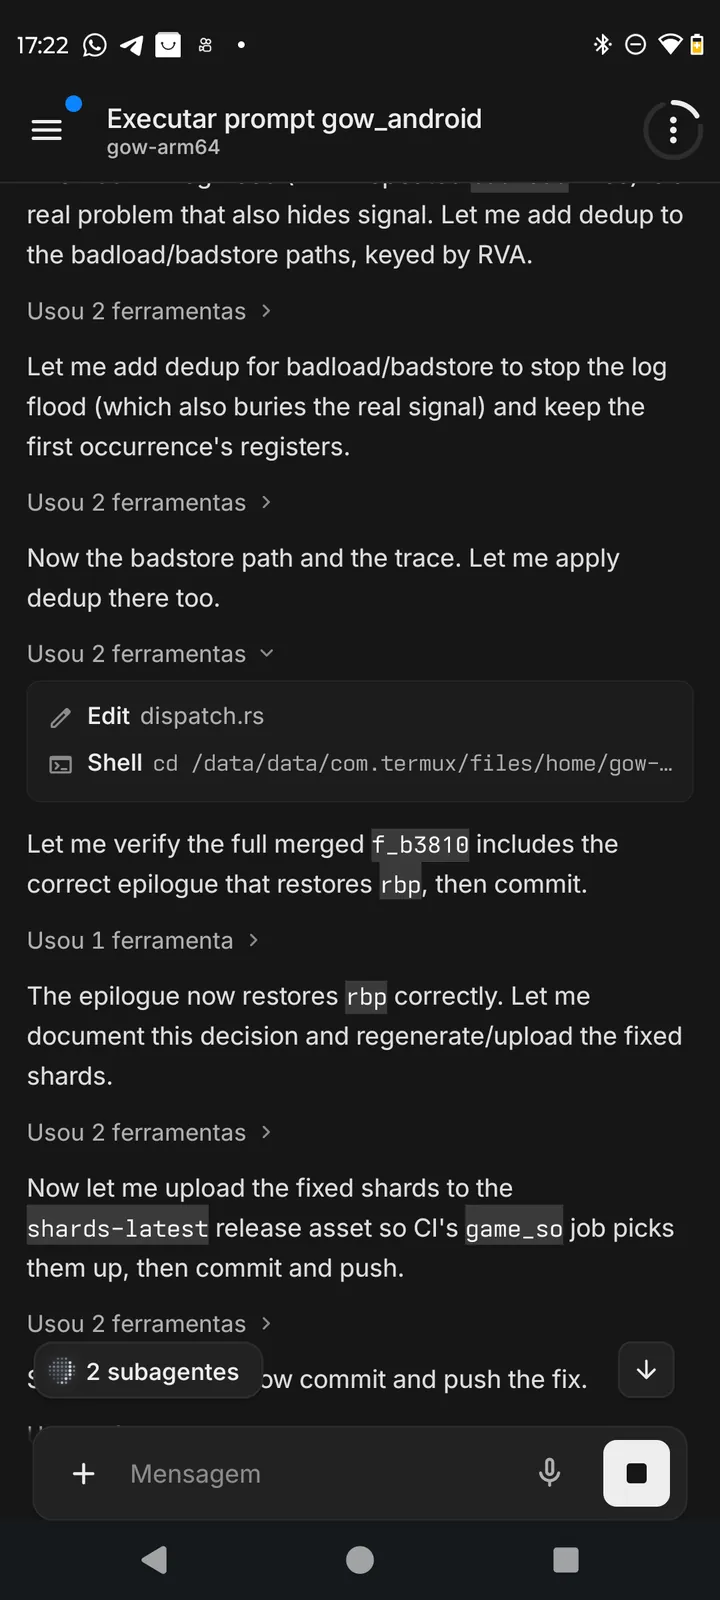 17:22
Executar prompt gow_android
gow-arm64
real problem that also hides signal. Let me add dedup to
the badload/badstore paths, keyed by RVA.
Usou 2 ferramentas
Let me add dedup for badload/badstore to stop the log
flood (which also buries the real signal) and keep the
first occurrence's registers.
Usou 2 ferramentas
Now the badstore path and the trace. Let me apply
dedup there too.
Usou 2 ferramentas
Edit dispatch.rs
Shell cd /data/data/com.termux/files/home/gow-…
Let me verify the full merged f_b3810 includes the
correct epilogue that restores rbp, then commit.
Usou 1 ferramenta
The epilogue now restores rbp correctly. Let me
document this decision and regenerate/upload the fixed
shards.
Usou 2 ferramentas
Now let me upload the fixed shards to the
shards-latest release asset so CI's game_so job picks
them up, then commit and push.
Usou 2 ferramentas
2 subagentes
commit and push the fix.
Mensagem